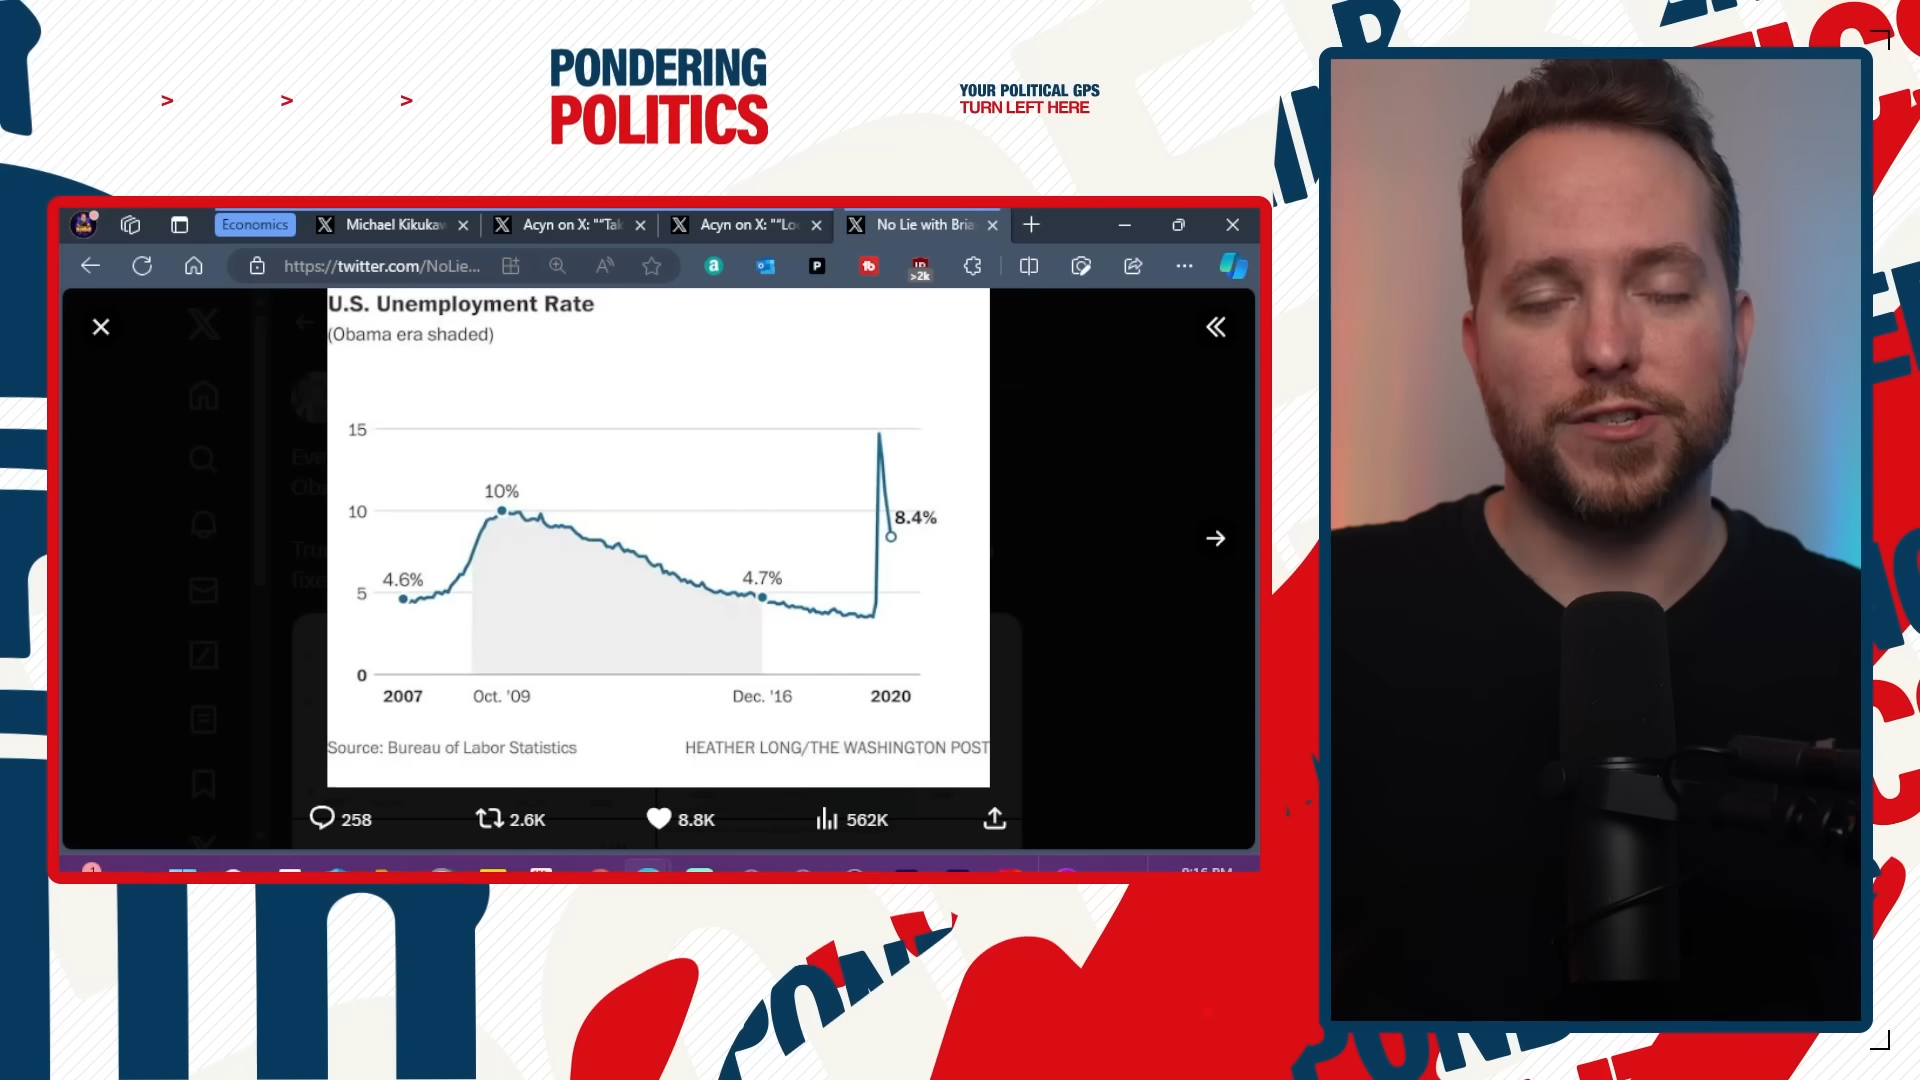 PONDERING
POLITICS
YOUR POLITICAL GPS
TURN LEFT HERE
Economics
Michael Kikukaw
Acyn on X: ""Tak
Acyn on X: ""Lo
No Lie with Bria
https://twitter.com/NoLie...
>2k
U.S. Unemployment Rate
(Obama era shaded)
15
10%
10
8.4%
4.6%
4.7%
5
0
2007
Oct. '09
Dec. '16
2020
Source: Bureau of Labor Statistics
HEATHER LONG/THE WASHINGTON POST
258
2.6K
8.8K
562K